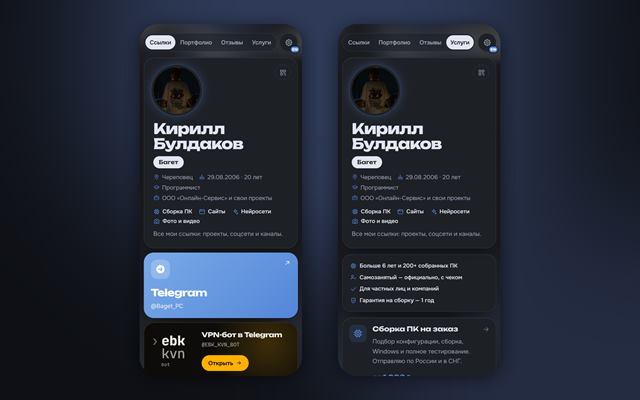 Ссылки Портфолио Отзывы Услуги
EN
Кирилл
Булдаков
Багет
Череповец 29.08.2006 · 20 лет
Программист
ООО «Онлайн-Сервис» и свои проекты
Сборка ПК Сайты Нейросети
Фото и видео
Все мои ссылки: проекты, соцсети и каналы.
Telegram
@Baget_PC
ebk
kvn
BOT
VPN-бот в Telegram
@EBK_KVN_BOT
Открыть →
Ссылки Портфолио Отзывы Услуги
EN
Кирилл
Булдаков
Багет
Череповец 29.08.2006 · 20 лет
Программист
ООО «Онлайн-Сервис» и свои проекты
Сборка ПК Сайты Нейросети
Фото и видео
Все мои ссылки: проекты, соцсети и каналы.
Больше 6 лет и 200+ собранных ПК
Самозанятый — официально, с чеком
Для частных лиц и компаний
Гарантия на сборку — 1 год
Сборка ПК на заказ
Подбор конфигурации, сборка,
Windows и полное тестирование.
Отправляю по России и в СНГ.